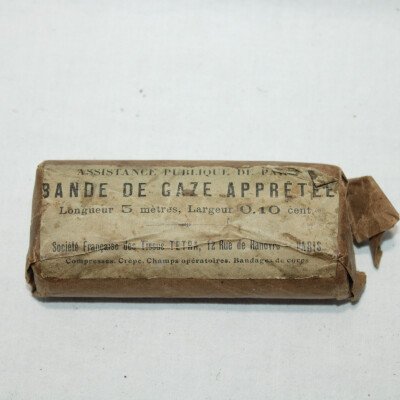 ASSISTANCE PUBLIQUE DE
BANDE DE GAZE APPRÊTÉE
Longueur 5 mètres, Largeur 0.10 cent
Société Française des Tissus TETRA, 12 Rue de Hanovre - PARIS
Compresses. Crêpe. Champs opératoires. Bandages de corps